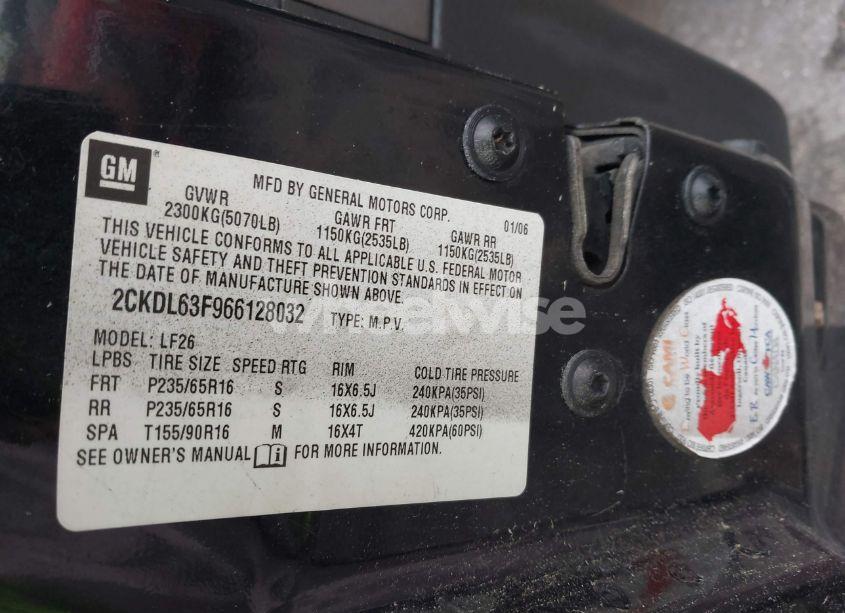 GM
MFD BY GENERAL MOTORS CORP. 01/06
GVWR GAWR FRT GAWR RR
2300KG(5070LB) 1150KG(2535LB) 1150KG(2535LB)
THIS VEHICLE CONFORMS TO ALL APPLICABLE U.S. FEDERAL MOTOR
VEHICLE SAFETY AND THEFT PREVENTION STANDARDS IN EFFECT ON
THE DATE OF MANUFACTURE SHOWN ABOVE.
2CKDL63F966128032 TYPE: M.P.V.
MODEL: LF26
LPBS TIRE SIZE SPEED RTG RIM COLD TIRE PRESSURE
FRT P235/65R16 S 16X6.5J 240KPA(35PSI)
RR P235/65R16 S 16X6.5J 240KPA(35PSI)
SPA T155/90R16 M 16X4T 420KPA(60PSI)
SEE OWNER'S MANUAL FOR MORE INFORMATION.
wheelwise
CAMI